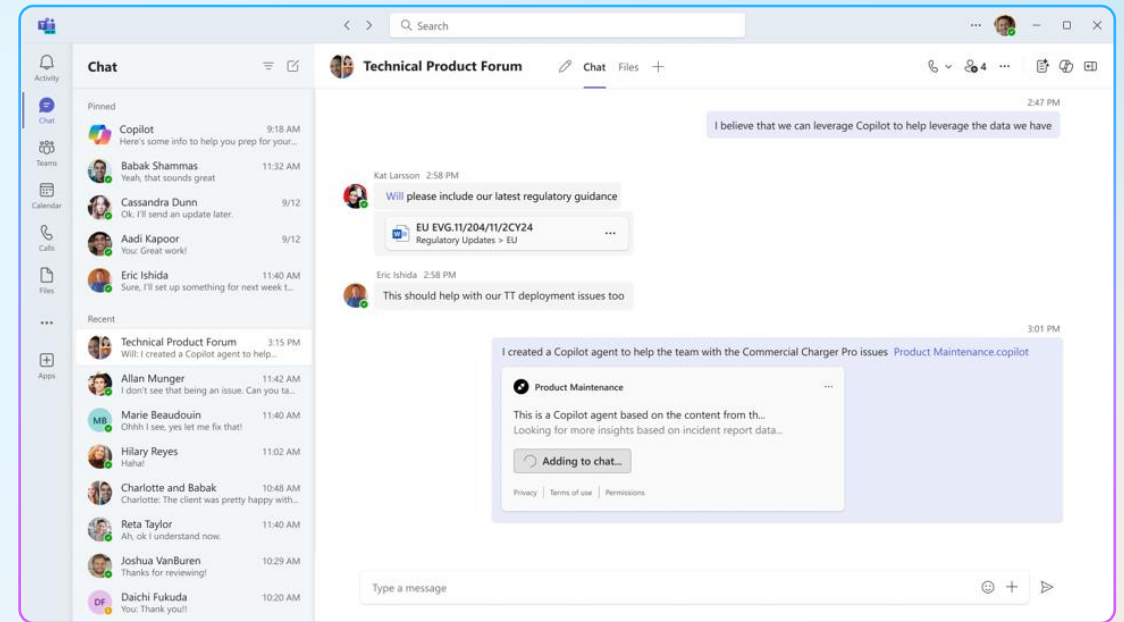 Search
Activity
Chat
Teams
Calendar
Calls
Files
Apps
Chat
Pinned
Copilot 9:18 AM
Here's some info to help you prep for your...
Babak Shammas 11:32 AM
Yeah, that sounds great
Cassandra Dunn 9/12
Ok. I'll send an update later.
Aadi Kapoor 9/12
You: Great work!
Eric Ishida 11:40 AM
Sure, I'll set up something for next week t...
Recent
Technical Product Forum 3:15 PM
Will: I created a Copilot agent to help...
Allan Munger 11:42 AM
I don't see that being an issue. Can you ta...
MB
Marie Beaudouin 11:40 AM
Ohhh I see, yes let me fix that!
Hilary Reyes 11:02 AM
Haha!
Charlotte and Babak 10:48 AM
Charlotte: The client was pretty happy with...
Reta Taylor 11:40 AM
Ah, ok I understand now.
Joshua VanBuren 10:29 AM
Thanks for reviewing!
DF
Daichi Fukuda 10:20 AM
You: Thank you!!
Technical Product Forum Chat Files 4
2:47 PM
I believe that we can leverage Copilot to help leverage the data we have
Kat Larsson 2:58 PM
Will please include our latest regulatory guidance
EU EVG.11/204/11/2CY24
Regulatory Updates > EU
Eric Ishida 2:58 PM
This should help with our TT deployment issues too
3:01 PM
I created a Copilot agent to help the team with the Commercial Charger Pro issues Product Maintenance.copilot
Product Maintenance
This is a Copilot agent based on the content from th...
Looking for more insights based on incident report data...
Adding to chat...
Privacy | Terms of use | Permissions
Type a message